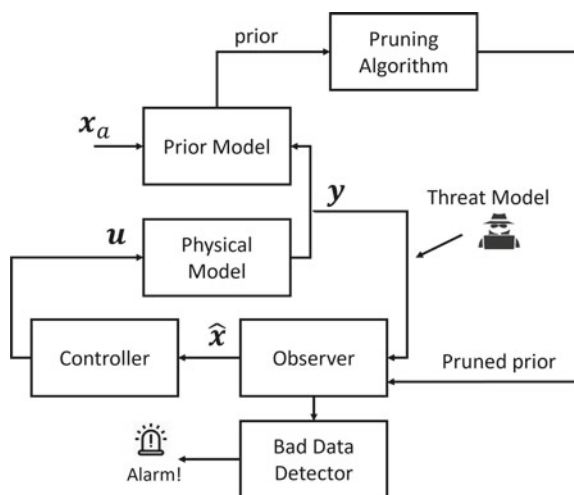 prior
Pruning
Algorithm
x_a
Prior Model
y
Threat Model
u
Physical
Model
x̂
Controller
Observer
Pruned prior
Alarm!
Bad Data
Detector